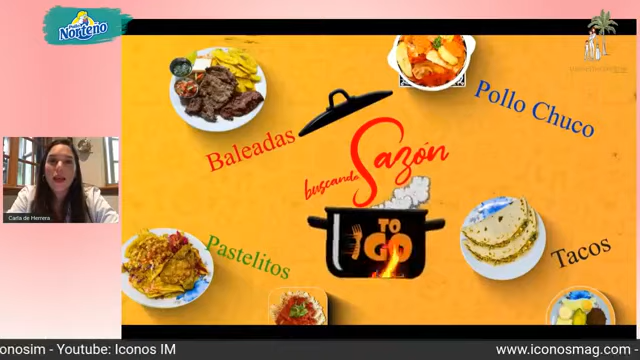 Norteño
Pollo Chuco
Baleadas
buscando
Sazón
TO
GO
Pastelitos
Tacos
Carla de Herrera
onosim - Youtube: Iconos IM
www.iconosmag.com -